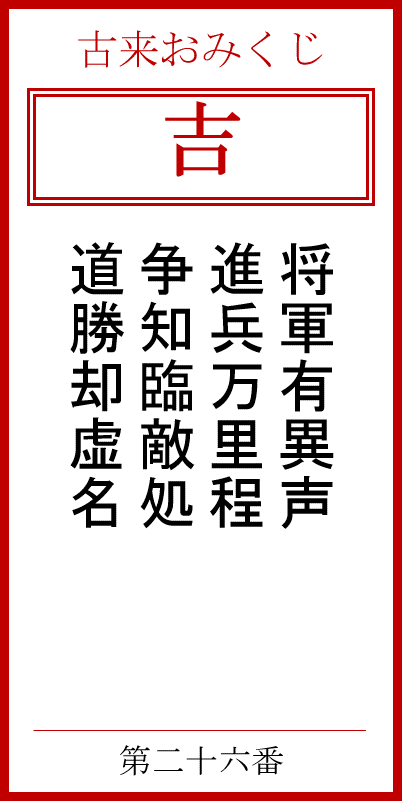 古来おみくじ
吉
将軍有異声
進兵万里程
争知臨敵処
道勝却虚名
第二十六番